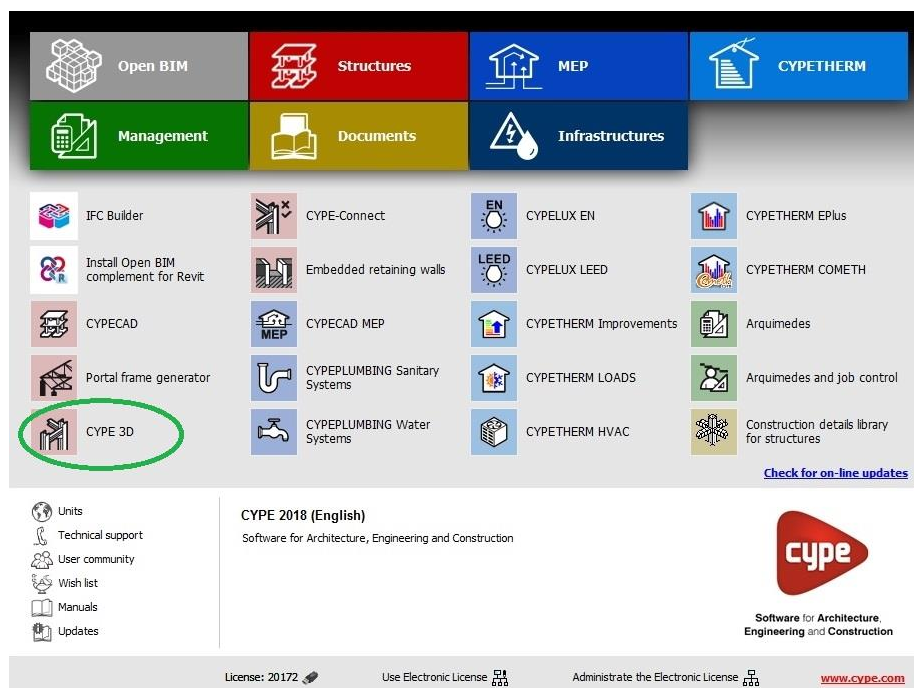 Open BIM
Structures
MEP
CYPETHERM
Management
Documents
Infrastructures
IFC Builder
CYPE-Connect
EN
CYPELUX EN
CYPETHERM EPlus
Install Open BIM
complement for Revit
R
Embedded retaining walls
LEED
CYPELUX LEED
Cometh
CYPETHERM COMETH
CYPECAD
MEP
CYPECAD MEP
CYPETHERM Improvements
Arquimedes
Portal frame generator
CYPEPLUMBING Sanitary
Systems
CYPETHERM LOADS
Arquimedes and job control
CYPE 3D
CYPEPLUMBING Water
Systems
CYPETHERM HVAC
Construction details library
for structures
Check for on-line updates
Units
Technical support
User community
Wish list
Manuals
Updates
CYPE 2018 (English)
Software for Architecture, Engineering and Construction
cype
Software for Architecture,
Engineering and Construction
License: 20172
Use Electronic License
Administrate the Electronic License
www.cype.com